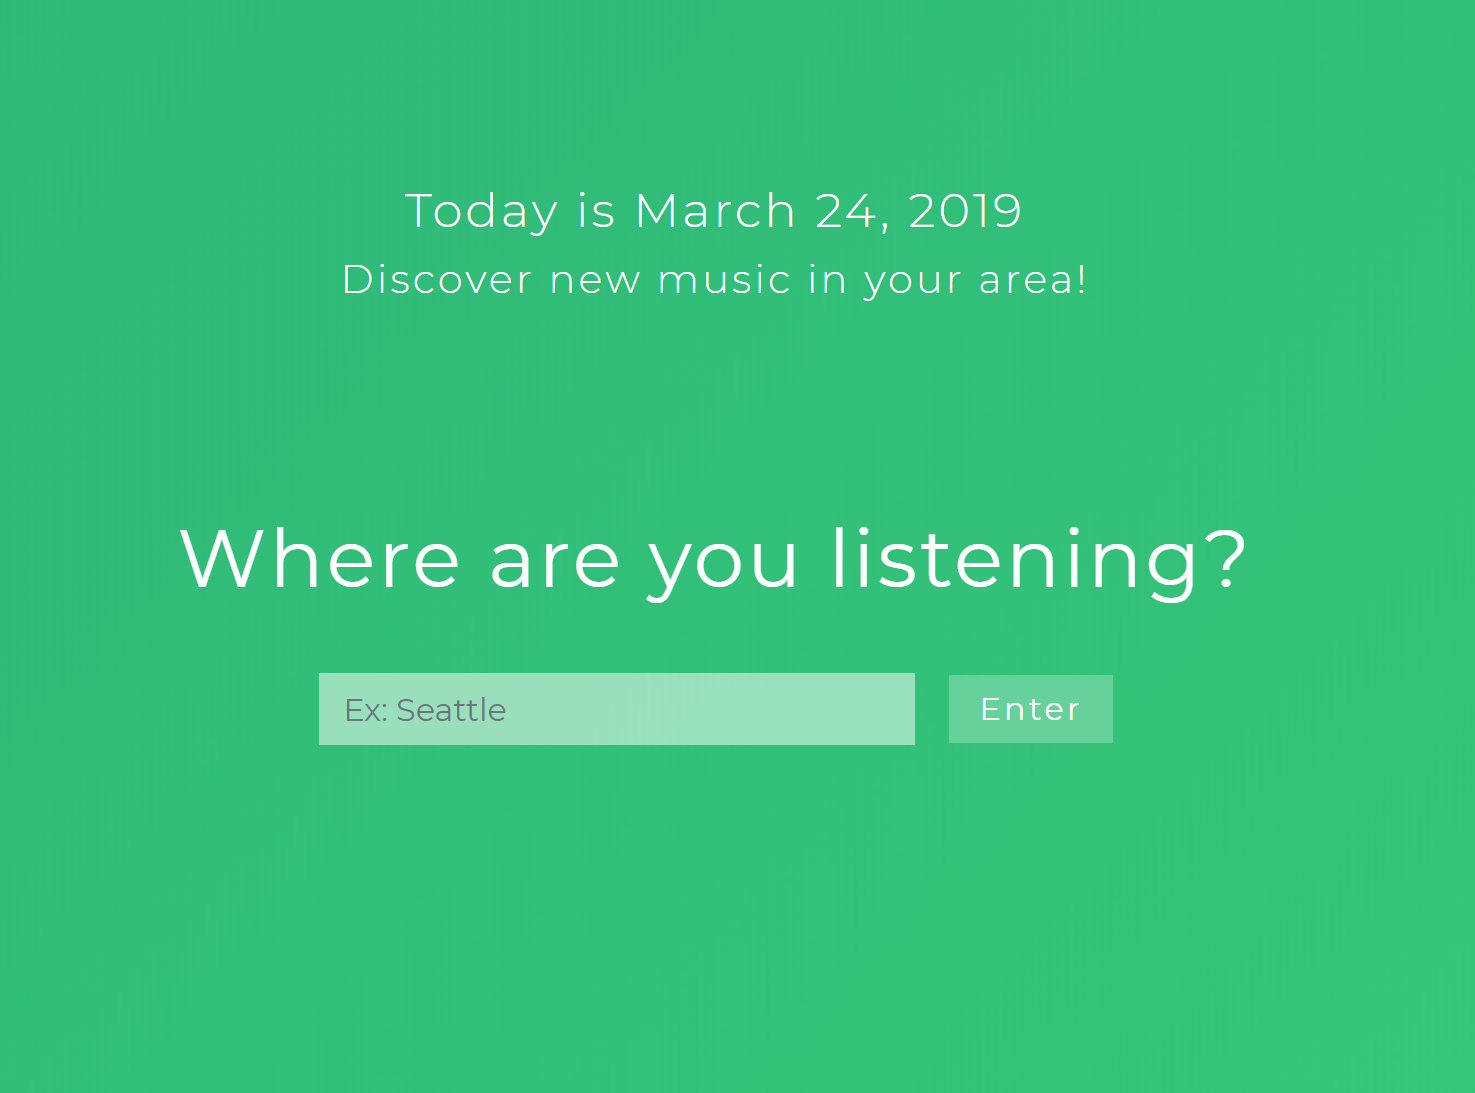 Today is March 24, 2019
Discover new music in your area!
Where are you listening?
Ex: Seattle
Enter